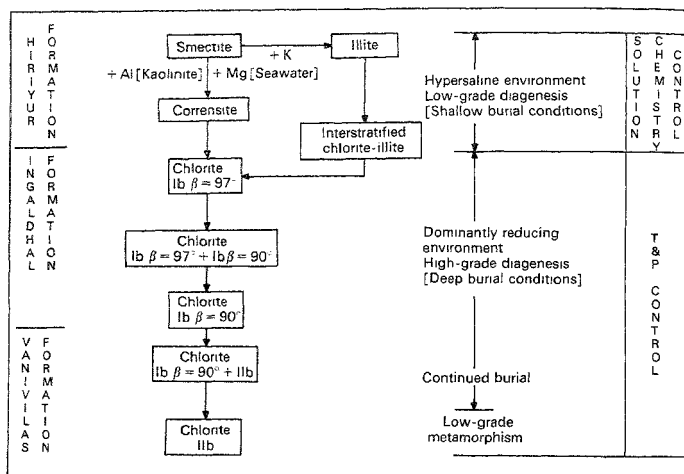 HIRIYUR
FORMATION
INGALDHAL
FORMATION
VANIVILAS
FORMATION
Smectite
+ K
Illite
+ Al [Kaolinite]
+ Mg [Seawater]
Corrensite
Interstratified
chlorite-illite
Chlorite
Ib β = 97°
Chlorite
Ib β = 97° + Ib β = 90°
Chlorite
Ib β = 90°
Chlorite
Ib β = 90° + IIb
Chlorite
IIb
Hypersaline environment
Low-grade diagenesis
[Shallow burial conditions]
Dominantly reducing
environment
High-grade diagenesis
[Deep burial conditions]
Continued burial
Low-grade
metamorphism
SOLUTION
CHEMISTRY
CONTROL
T&P CONTROL